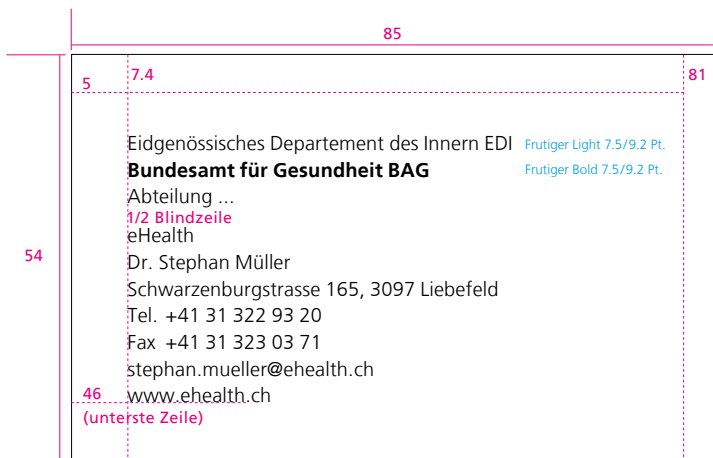 85
5
7.4
81
Eidgenössisches Departement des Innern EDI Frutiger Light 7.5/9.2 Pt.
Bundesamt für Gesundheit BAG Frutiger Bold 7.5/9.2 Pt.
Abteilung ...
1/2 Blindzeile
eHealth
54
Dr. Stephan Müller
Schwarzenburgstrasse 165, 3097 Liebefeld
Tel. +41 31 322 93 20
Fax +41 31 323 03 71
stephan.mueller@ehealth.ch
46 www.ehealth.ch
(unterste Zeile)